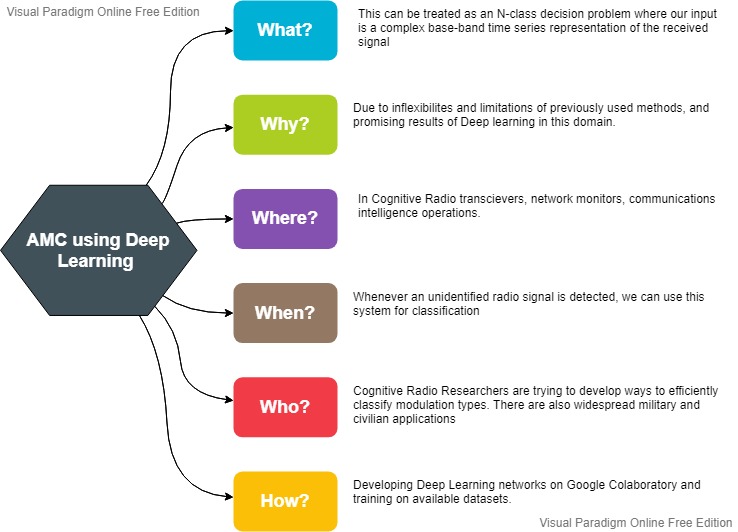 Visual Paradigm Online Free Edition
What?
This can be treated as an N-class decision problem where our input
is a complex base-band time series representation of the received
signal
Why?
Due to inflexibilites and limitations of previously used methods, and
promising results of Deep learning in this domain.
Where?
In Cognitive Radio transcievers, network monitors, communications
intelligence operations.
AMC using Deep
Learning
When?
Whenever an unidentified radio signal is detected, we can use this
system for classification
Who?
Cognitive Radio Researchers are trying to develop ways to efficiently
classify modulation types. There are also widespread military and
civilian applications
How?
Developing Deep Learning networks on Google Colaboratory and
training on available datasets.
Visual Paradigm Online Free Edition